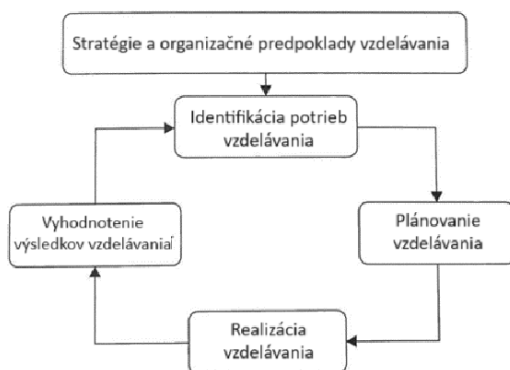 Stratégie a organizačné predpoklady vzdelávania
Identifikácia potrieb
vzdelávania
Plánovanie
vzdelávania
Realizácia
vzdelávania
Vyhodnotenie
výsledkov vzdelávania